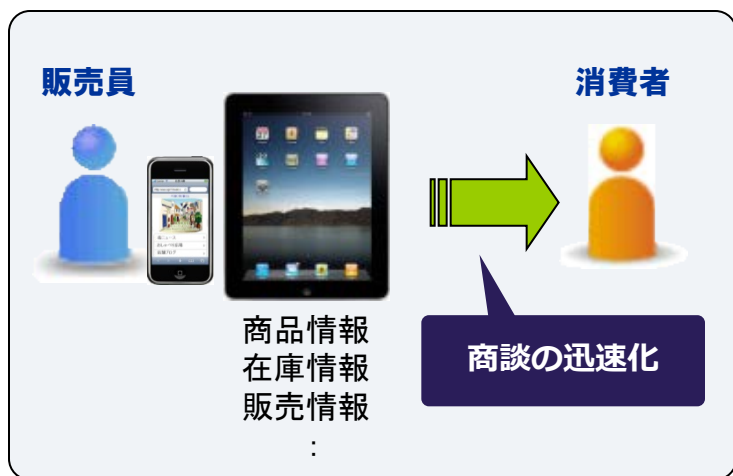 販売員
消費者
商品情報
在庫情報
販売情報
:
商談の迅速化